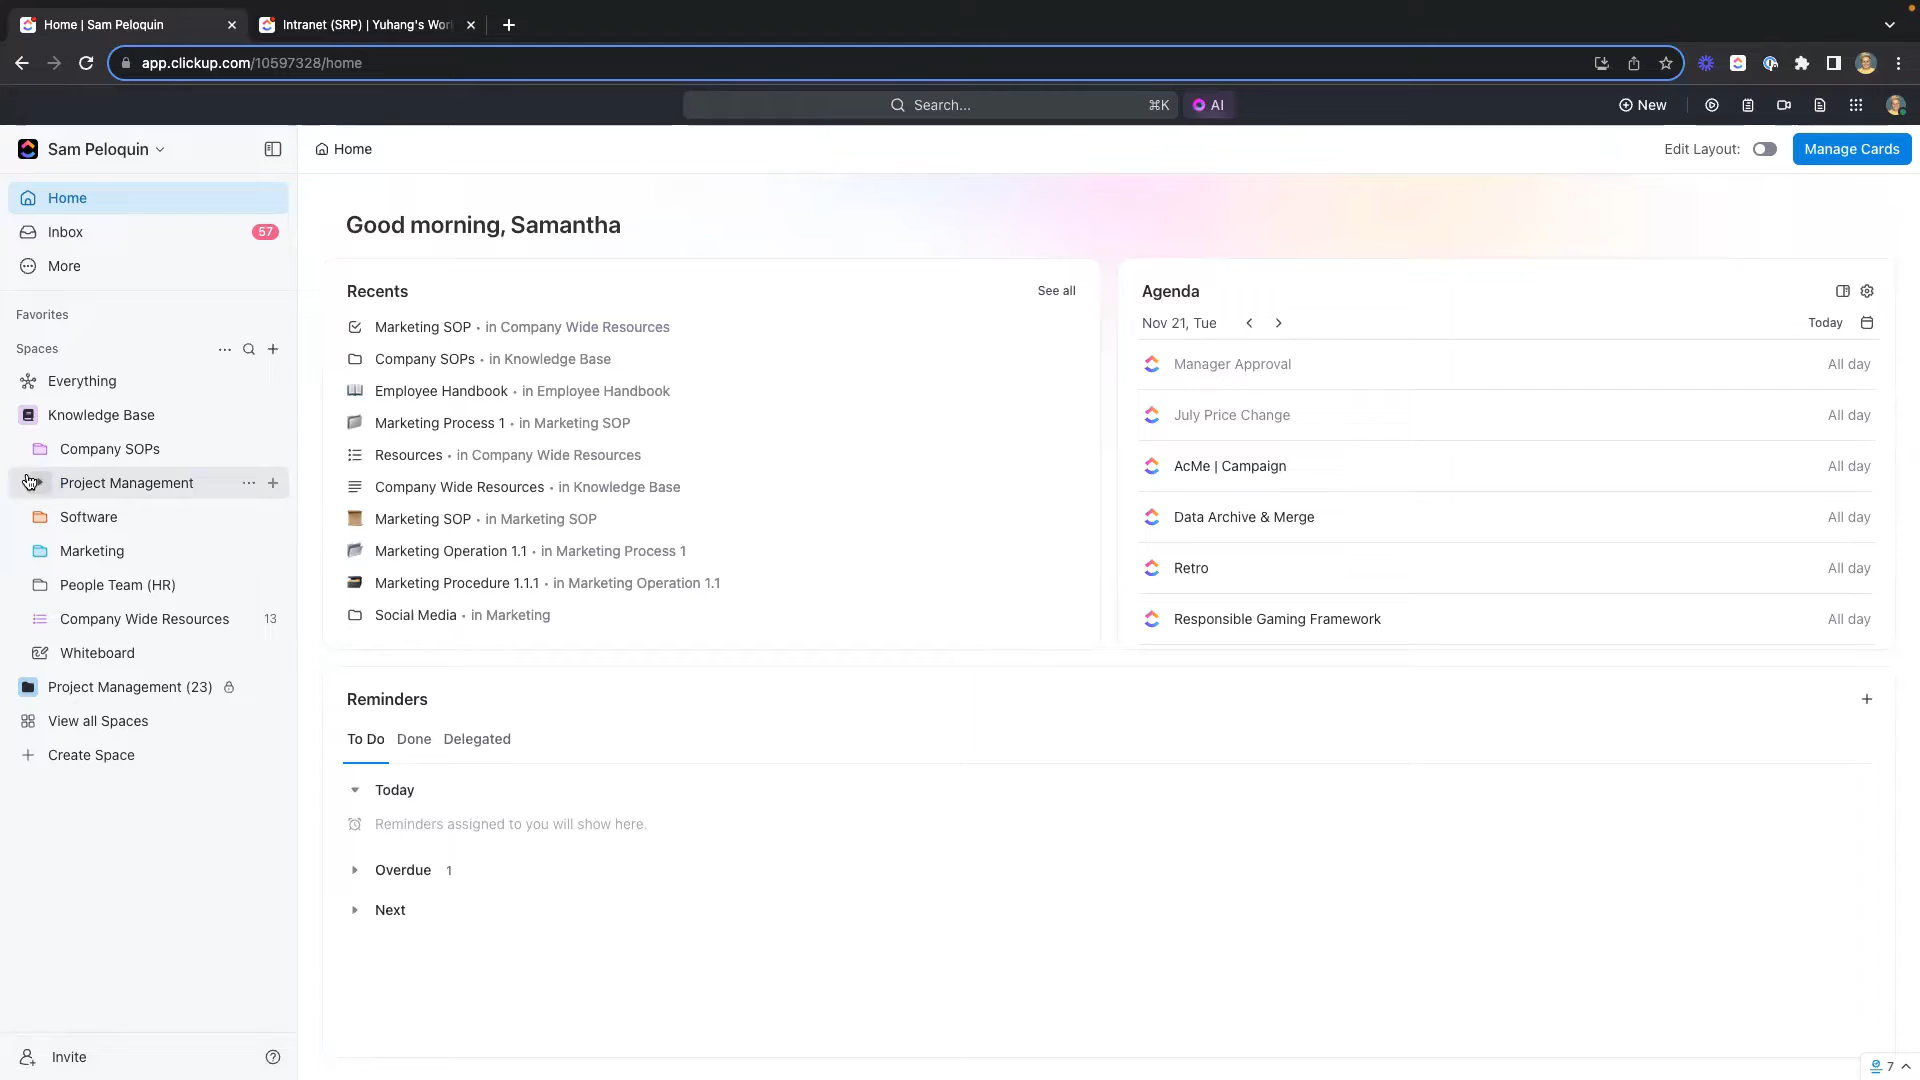 Home | Sam Peloquin
Intranet (SRP) | Yuhang's Wor
app.clickup.com/10597328/home
Search...
⌘K
AI
New
Sam Peloquin
Home
Edit Layout:
Manage Cards
Home
Inbox
57
More
Favorites
Spaces
Everything
Knowledge Base
Company SOPs
Project Management
Software
Marketing
People Team (HR)
Company Wide Resources
13
Whiteboard
Project Management (23)
View all Spaces
Create Space
Invite
Good morning, Samantha
Recents
See all
Marketing SOP • in Company Wide Resources
Company SOPs • in Knowledge Base
Employee Handbook • in Employee Handbook
Marketing Process 1 • in Marketing SOP
Resources • in Company Wide Resources
Company Wide Resources • in Knowledge Base
Marketing SOP • in Marketing SOP
Marketing Operation 1.1 • in Marketing Process 1
Marketing Procedure 1.1.1 • in Marketing Operation 1.1
Social Media • in Marketing
Agenda
Nov 21, Tue
Today
Manager Approval
All day
July Price Change
All day
AcMe | Campaign
All day
Data Archive & Merge
All day
Retro
All day
Responsible Gaming Framework
All day
Reminders
To Do
Done
Delegated
Today
Reminders assigned to you will show here.
Overdue 1
Next
7